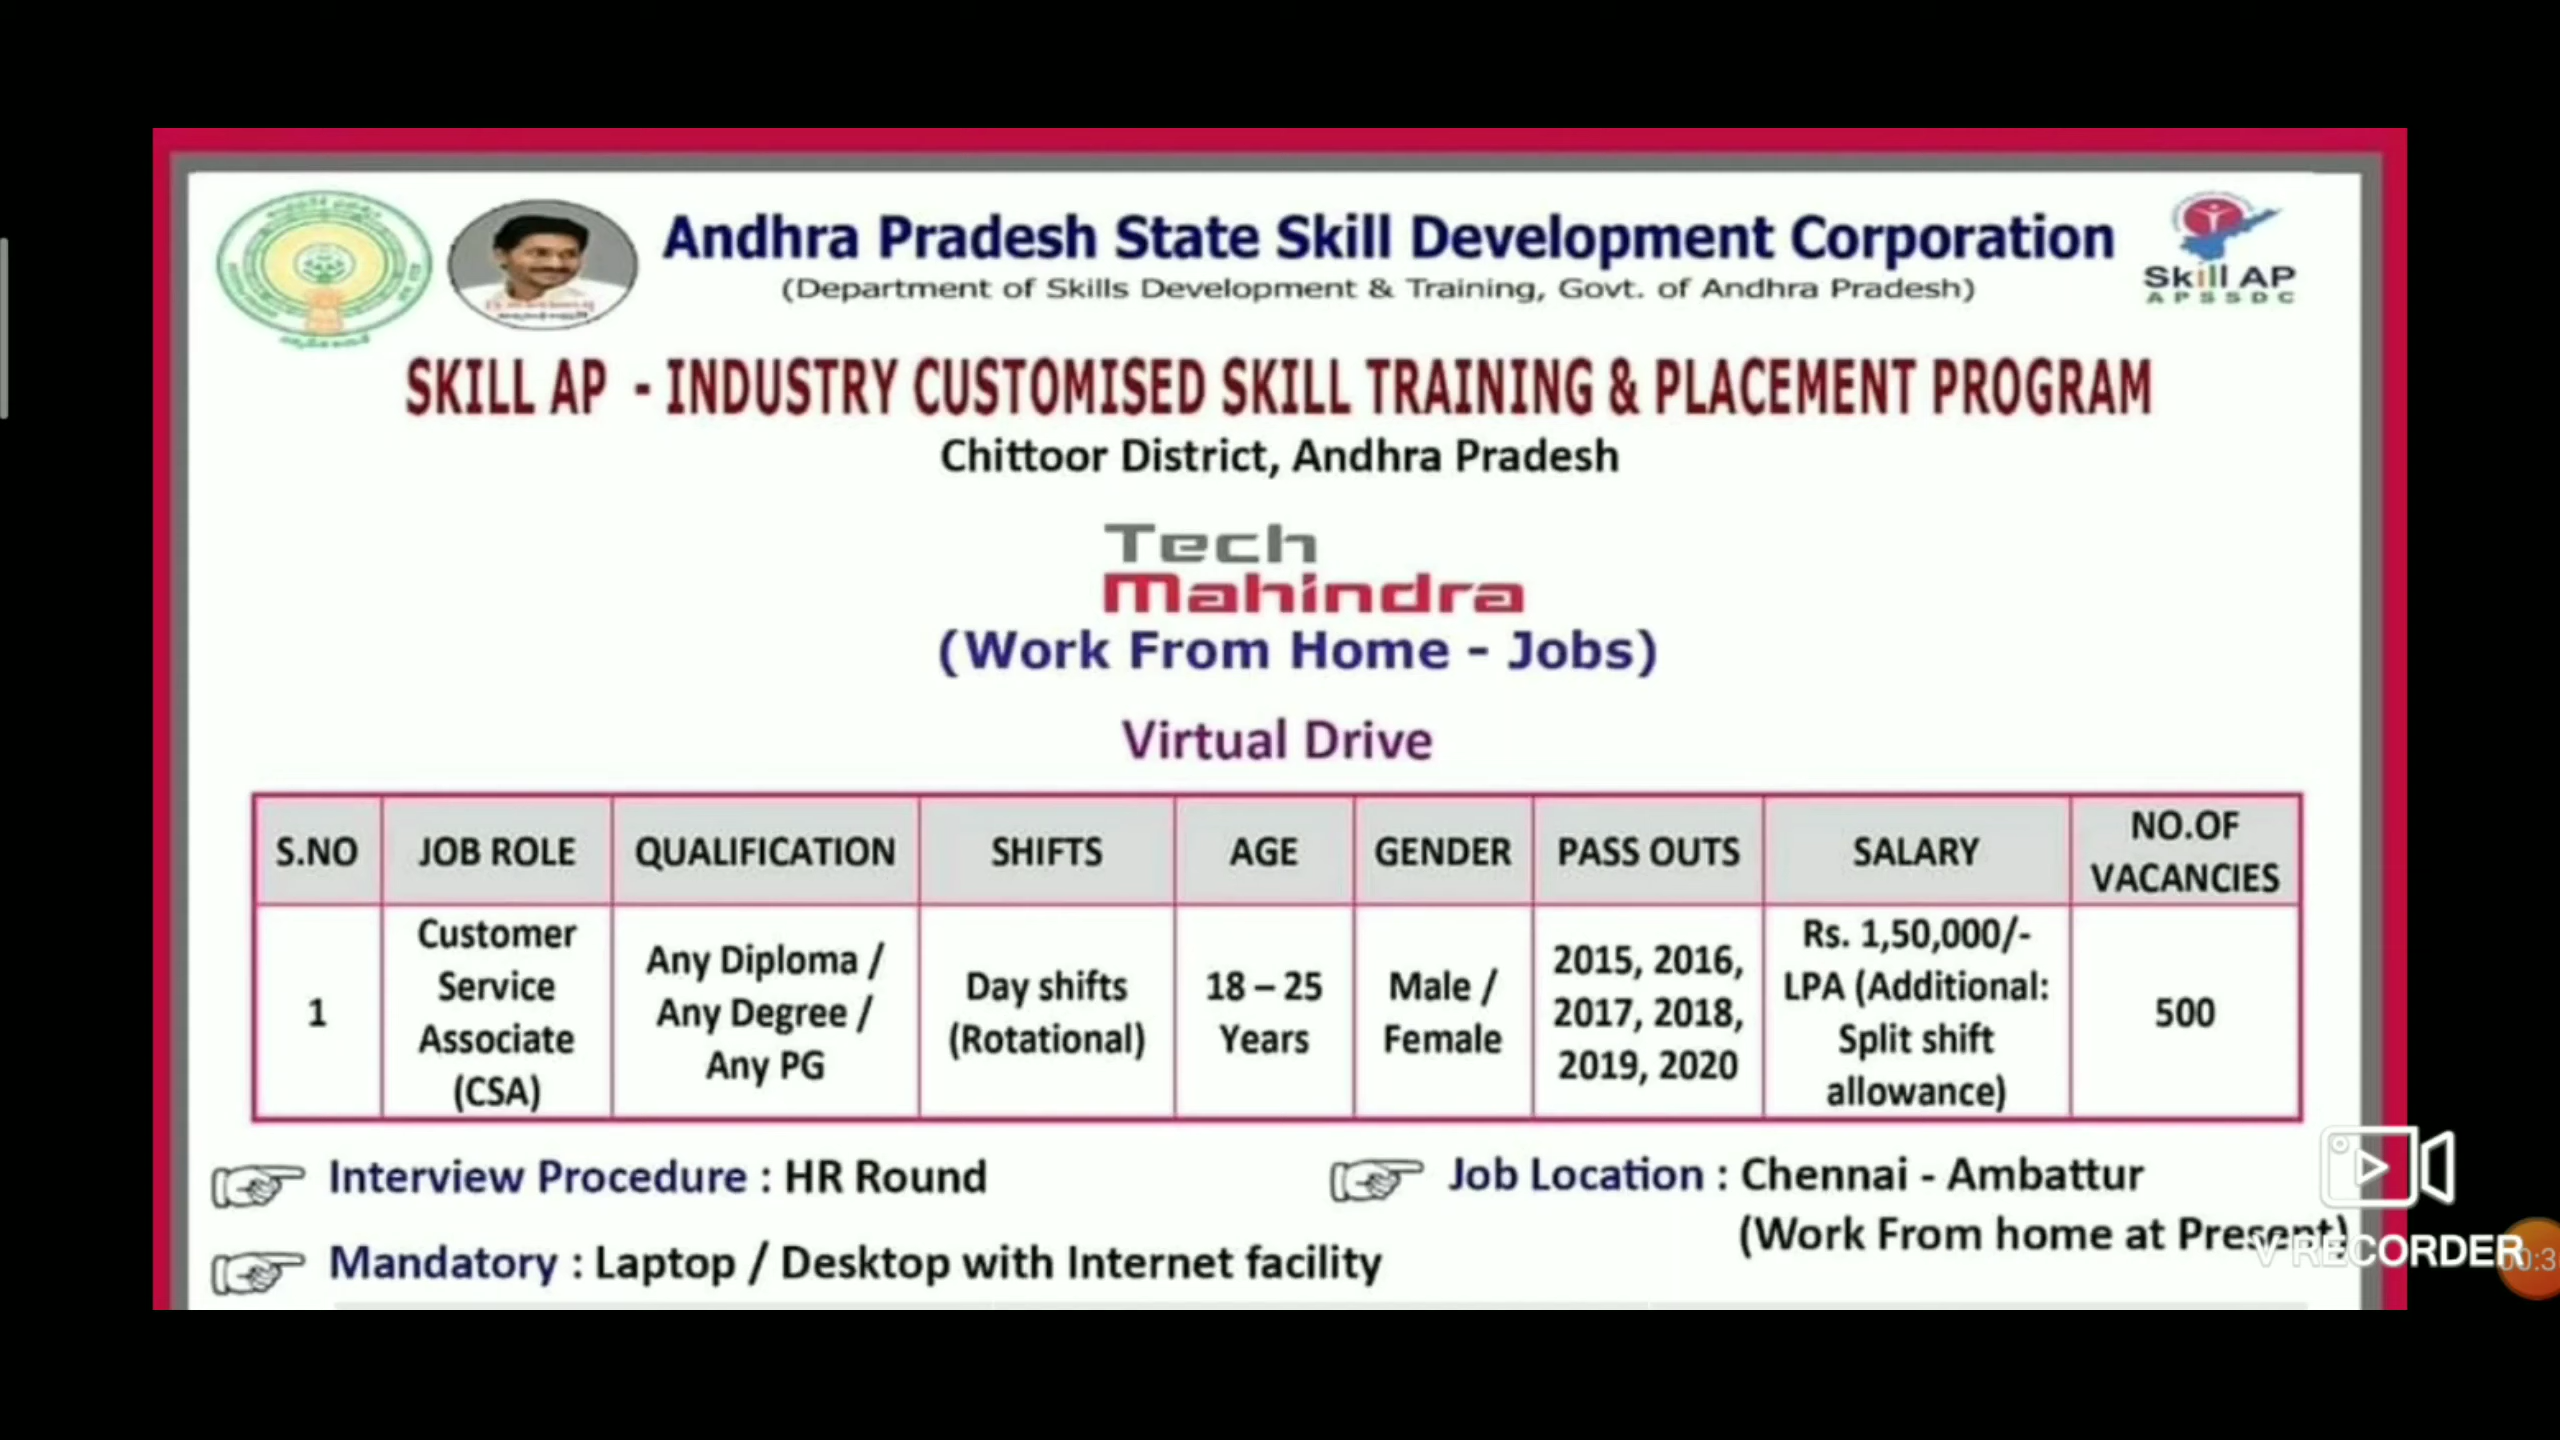 Andhra Pradesh State Skill Development Corporation
(Department of Skills Development & Training, Govt. of Andhra Pradesh)
Skill AP
APSSDC
SKILL AP - INDUSTRY CUSTOMISED SKILL TRAINING & PLACEMENT PROGRAM
Chittoor District, Andhra Pradesh
Tech
Mahindra
(Work From Home - Jobs)
Virtual Drive
S.NO
JOB ROLE
QUALIFICATION
SHIFTS
AGE
GENDER
PASS OUTS
SALARY
NO.OF
VACANCIES
1
Customer
Service
Associate
(CSA)
Any Diploma /
Any Degree /
Any PG
Day shifts
(Rotational)
18 – 25
Years
Male /
Female
2015, 2016,
2017, 2018,
2019, 2020
Rs. 1,50,000/-
LPA (Additional:
Split shift
allowance)
500
Interview Procedure : HR Round
Mandatory : Laptop / Desktop with Internet facility
Job Location : Chennai - Ambattur
(Work From home at Present)
V RECORDER
00:3